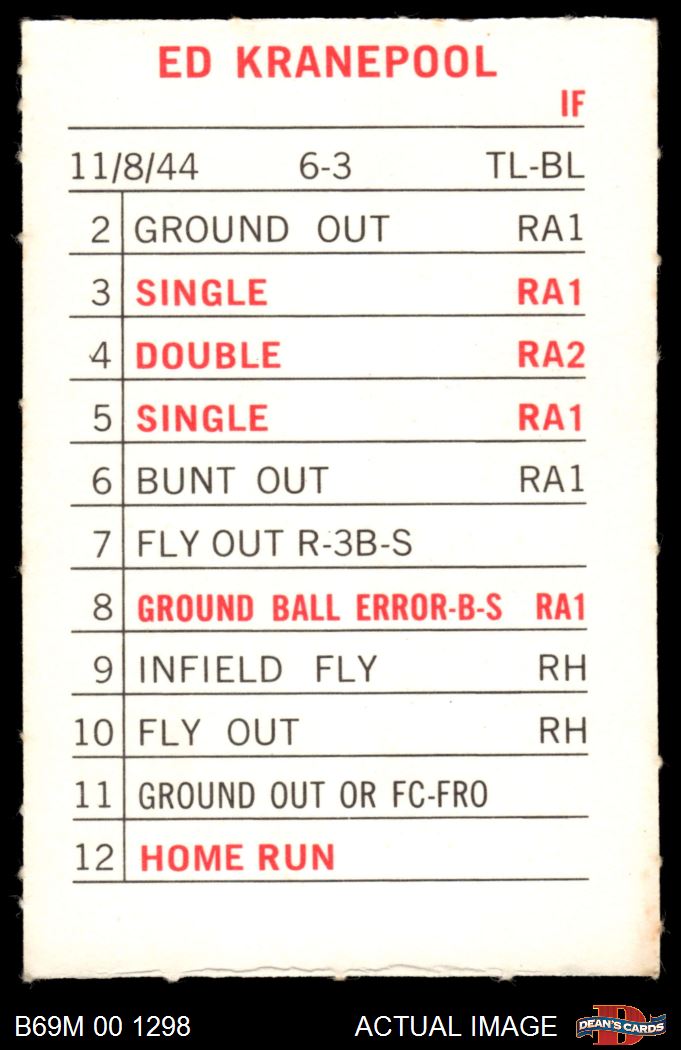 ED KRANEPOOL
IF
11/8/44 6-3 TL-BL
2 GROUND OUT RA1
3 SINGLE RA1
4 DOUBLE RA2
5 SINGLE RA1
6 BUNT OUT RA1
7 FLY OUT R-3B-S
8 GROUND BALL ERROR-B-S RA1
9 INFIELD FLY RH
10 FLY OUT RH
11 GROUND OUT OR FC-FRO
12 HOME RUN
B69M 00 1298 ACTUAL IMAGE DEAN'S CARDS